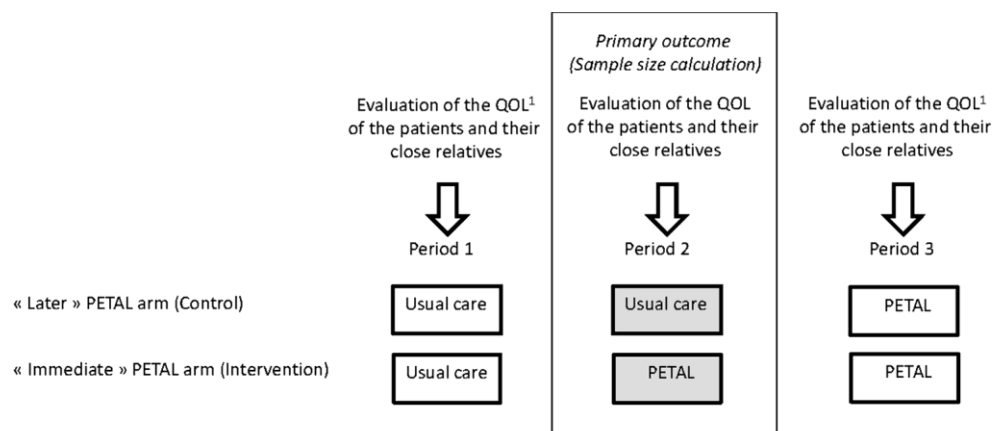 Primary outcome
(Sample size calculation)
Evaluation of the QOL¹
of the patients and their
close relatives
Evaluation of the QOL
of the patients and their
close relatives
Evaluation of the QOL¹
of the patients and their
close relatives
Period 1
Period 2
Period 3
« Later » PETAL arm (Control)
Usual care
Usual care
PETAL
« Immediate » PETAL arm (Intervention)
Usual care
PETAL
PETAL